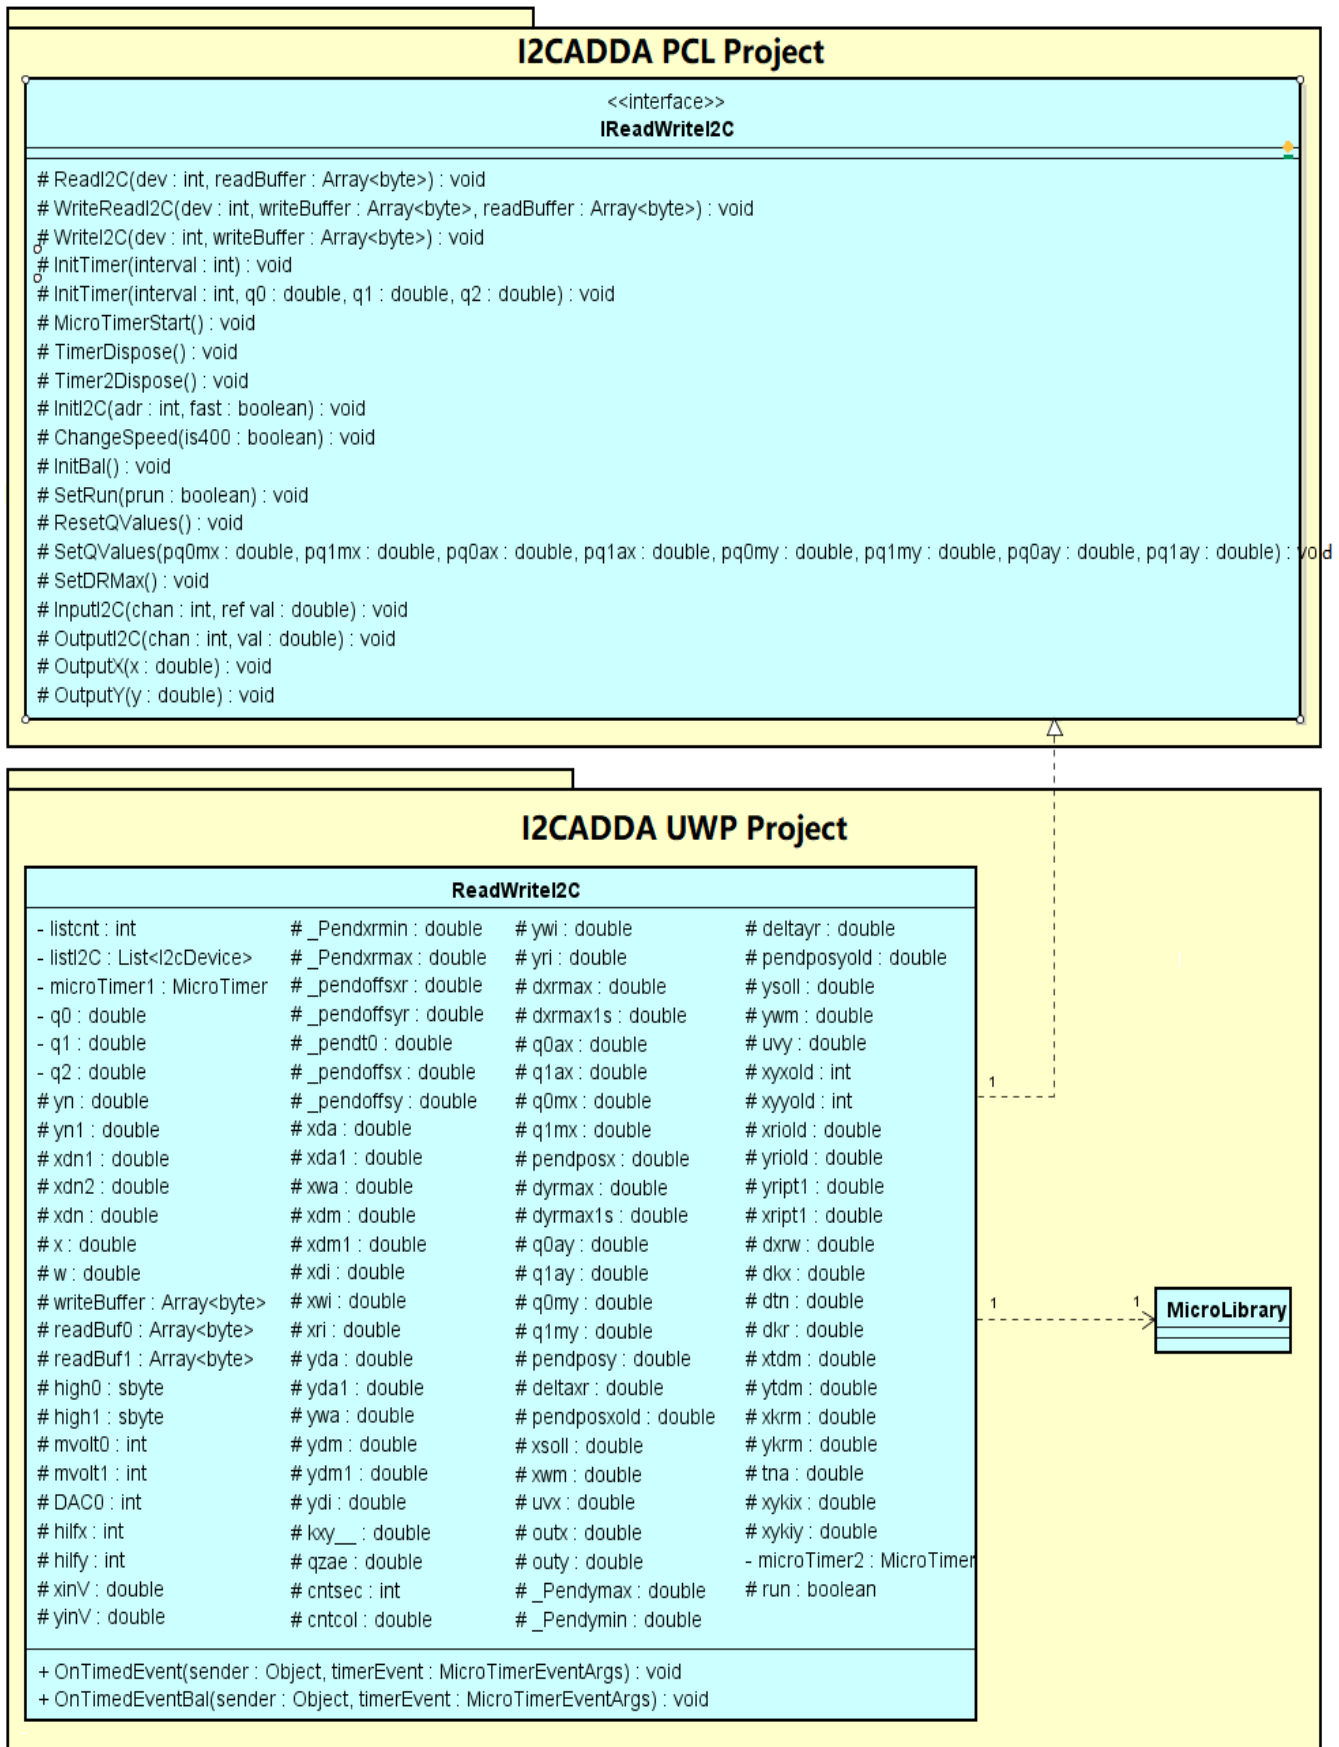 I2CADDA PCL Project
<<interface>>
IReadWriteI2C
# ReadI2C(dev : int, readBuffer : Array<byte>) : void
# WriteReadI2C(dev : int, writeBuffer : Array<byte>, readBuffer : Array<byte>) : void
# WriteI2C(dev : int, writeBuffer : Array<byte>) : void
# InitTimer(interval : int) : void
# InitTimer(interval : int, q0 : double, q1 : double, q2 : double) : void
# MicroTimerStart() : void
# TimerDispose() : void
# Timer2Dispose() : void
# InitI2C(adr : int, fast : boolean) : void
# ChangeSpeed(is400 : boolean) : void
# InitBal() : void
# SetRun(prun : boolean) : void
# ResetQValues() : void
# SetQValues(pq0mx : double, pq1mx : double, pq0ax : double, pq1ax : double, pq0my : double, pq1my : double, pq0ay : double, pq1ay : double) : void
# SetDRMax() : void
# InputI2C(chan : int, ref val : double) : void
# OutputI2C(chan : int, val : double) : void
# OutputX(x : double) : void
# OutputY(y : double) : void
I2CADDA UWP Project
ReadWriteI2C
- listcnt : int
- listI2C : List<I2cDevice>
- microTimer1 : MicroTimer
- q0 : double
- q1 : double
- q2 : double
# yn : double
# yn1 : double
# xdn1 : double
# xdn2 : double
# xdn : double
# x : double
# w : double
# writeBuffer : Array<byte>
# readBuf0 : Array<byte>
# readBuf1 : Array<byte>
# high0 : sbyte
# high1 : sbyte
# mvolt0 : int
# mvolt1 : int
# DAC0 : int
# hilfx : int
# hilfy : int
# xinV : double
# yinV : double
# _Pendxrmin : double
# _Pendxrmax : double
# _pendoffsxr : double
# _pendoffsyr : double
# _pendt0 : double
# _pendoffsx : double
# _pendoffsy : double
# xda : double
# xda1 : double
# xwa : double
# xdm : double
# xdm1 : double
# xdi : double
# xwi : double
# xri : double
# yda : double
# yda1 : double
# ywa : double
# ydm : double
# ydm1 : double
# ydi : double
# kxy__ : double
# qzae : double
# cntsec : int
# cntcol : double
# ywi : double
# yri : double
# dxrmax : double
# dxrmax1s : double
# q0ax : double
# q1ax : double
# q0mx : double
# q1mx : double
# pendposx : double
# dyrmax : double
# dyrmax1s : double
# q0ay : double
# q1ay : double
# q0my : double
# q1my : double
# pendposy : double
# deltaxr : double
# pendposxold : double
# xsoll : double
# xwm : double
# uvx : double
# outx : double
# outy : double
# _Pendymax : double
# _Pendymin : double
# deltayr : double
# pendposyold : double
# ysoll : double
# ywm : double
# uvy : double
# xyxold : int
# xyyold : int
# xriold : double
# yriold : double
# yript1 : double
# xript1 : double
# dxrw : double
# dkx : double
# dtn : double
# dkr : double
# xtdm : double
# ytdm : double
# xkrm : double
# ykrm : double
# tna : double
# xykix : double
# xykiy : double
- microTimer2 : MicroTimer
# run : boolean
+ OnTimedEvent(sender : Object, timerEvent : MicroTimerEventArgs) : void
+ OnTimedEventBal(sender : Object, timerEvent : MicroTimerEventArgs) : void
1
1
1
MicroLibrary